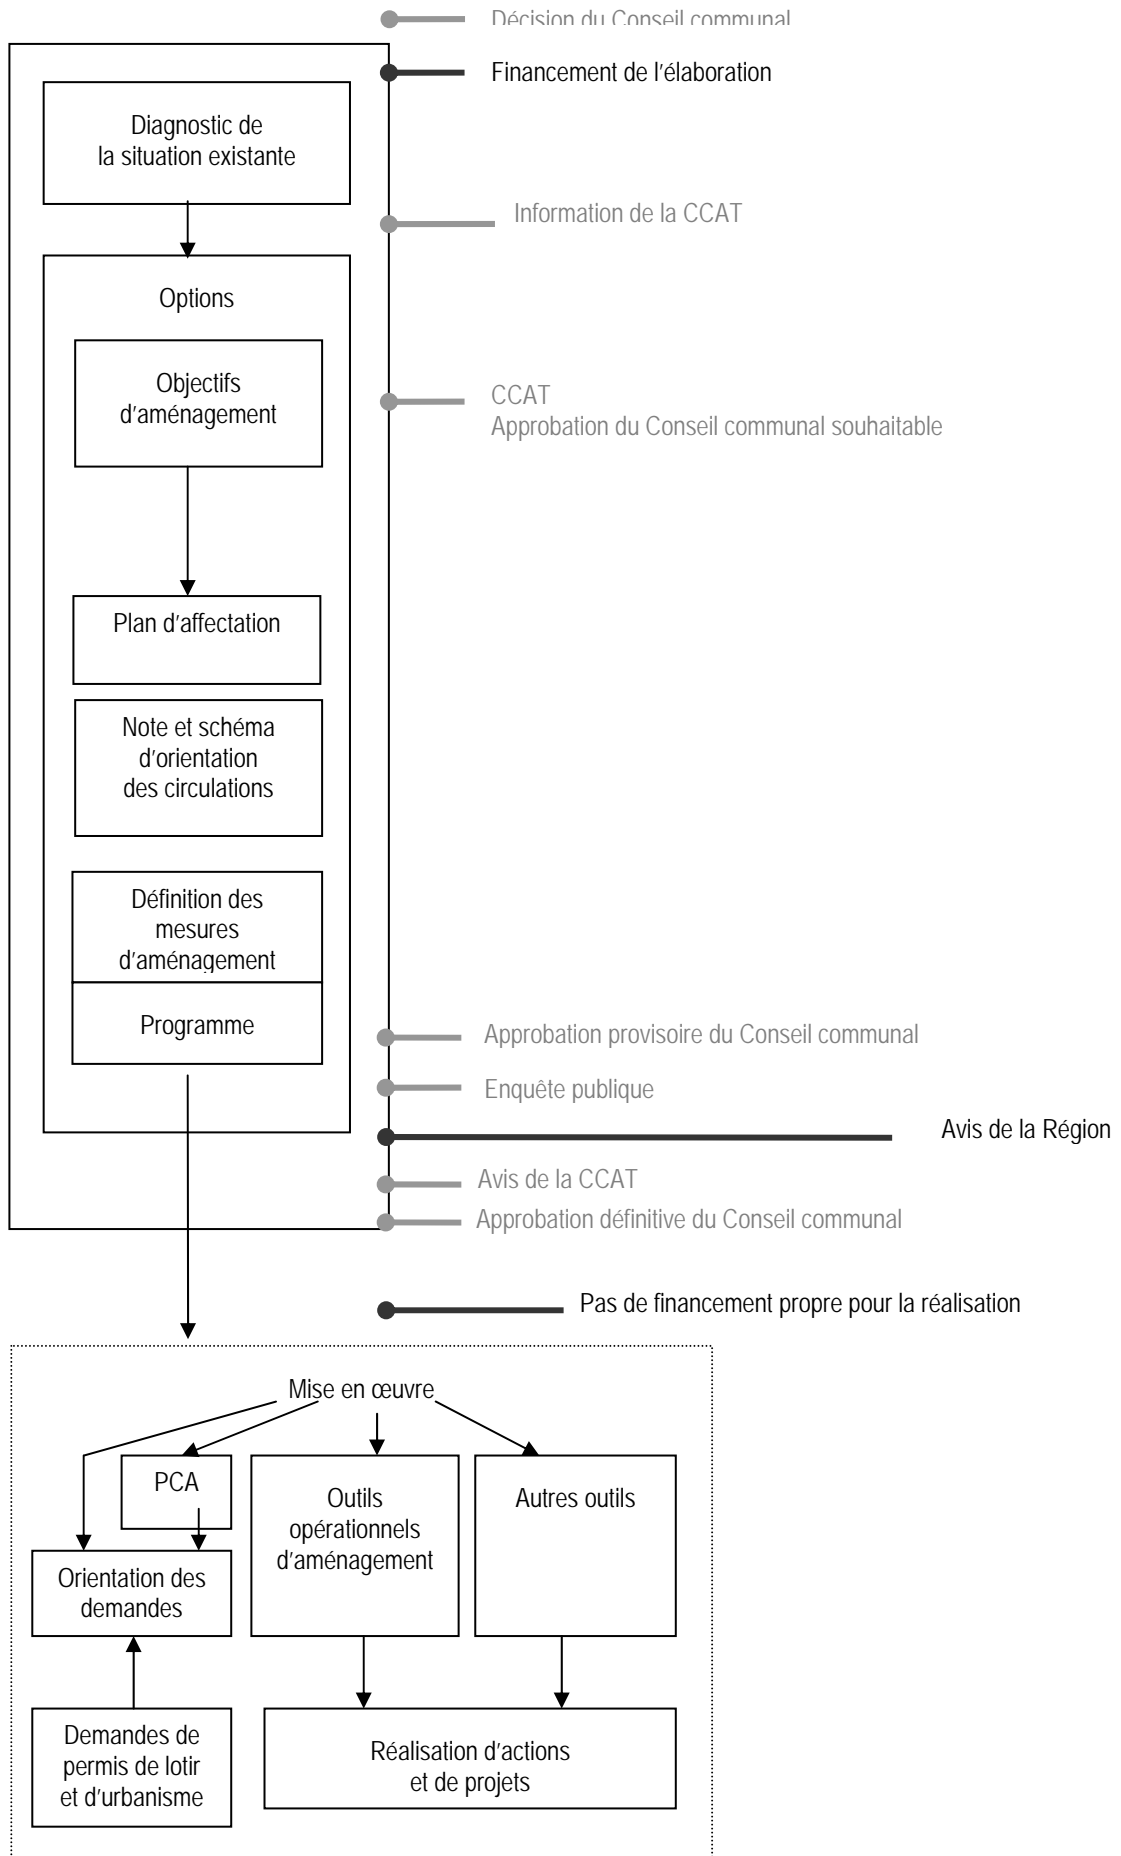 Décision du Conseil communal
Financement de l'élaboration
Diagnostic de
la situation existante
Information de la CCAT
Options
Objectifs
d'aménagement
CCAT
Approbation du Conseil communal souhaitable
Plan d'affectation
Note et schéma
d'orientation
des circulations
Définition des
mesures
d'aménagement
Programme
Approbation provisoire du Conseil communal
Enquête publique
Avis de la Région
Avis de la CCAT
Approbation définitive du Conseil communal
Pas de financement propre pour la réalisation
Mise en œuvre
PCA
Outils
opérationnels
d'aménagement
Autres outils
Orientation des
demandes
Demandes de
permis de lotir
et d'urbanisme
Réalisation d'actions
et de projets